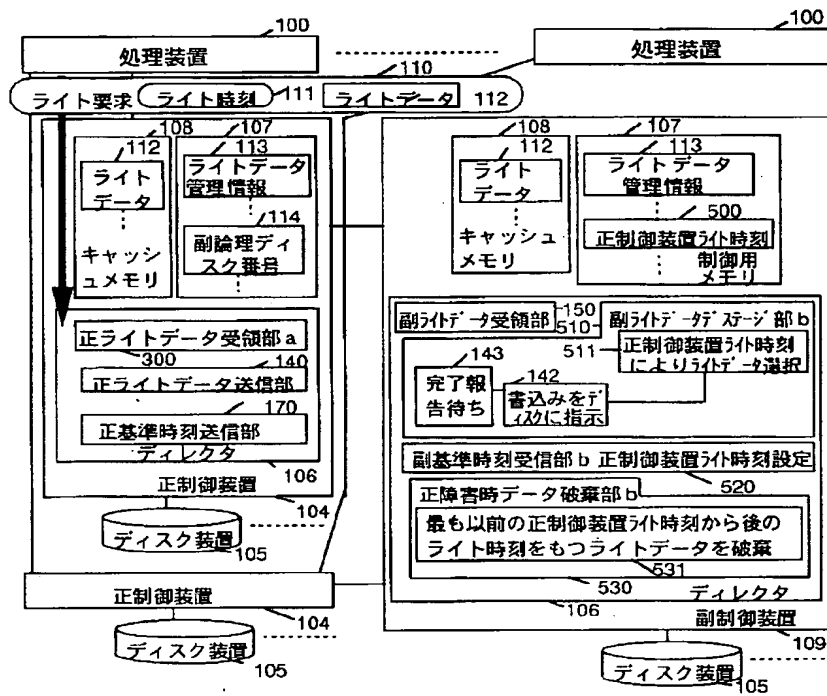 100
処理装置
100
処理装置
110
ライト要求
ライト時刻
111
ライトデータ
112
108
112
ライト
データ
キャッシュ
メモリ
107
113
ライトデータ
管理情報
114
副論理ディ
スク番号
正ライトデータ受領部a
300
140
正ライトデータ送信部
170
正基準時刻送信部
ディレクタ
106
正制御装置
104
ディスク装置
105
正制御装置
104
ディスク装置
105
108
112
ライト
データ
キャッシュ
メモリ
107
113
ライトデータ
管理情報
500
正制御装置ライト時刻
制御用
メモリ
副ライトデータ受領部
150
510
副ライトデータデステージ部b
511
正制御装置ライト時刻
によりライトデータ選択
143
完了報
告待ち
142
書込みをデ
ィスクに指示
副基準時刻受信部b 正制御装置ライト時刻設定
520
正障害時データ破棄部b
最も以前の正制御装置ライト時刻から後の
ライト時刻をもつライトデータを破棄
531
530
ディレクタ
106
副制御装置
109
ディスク装置
105